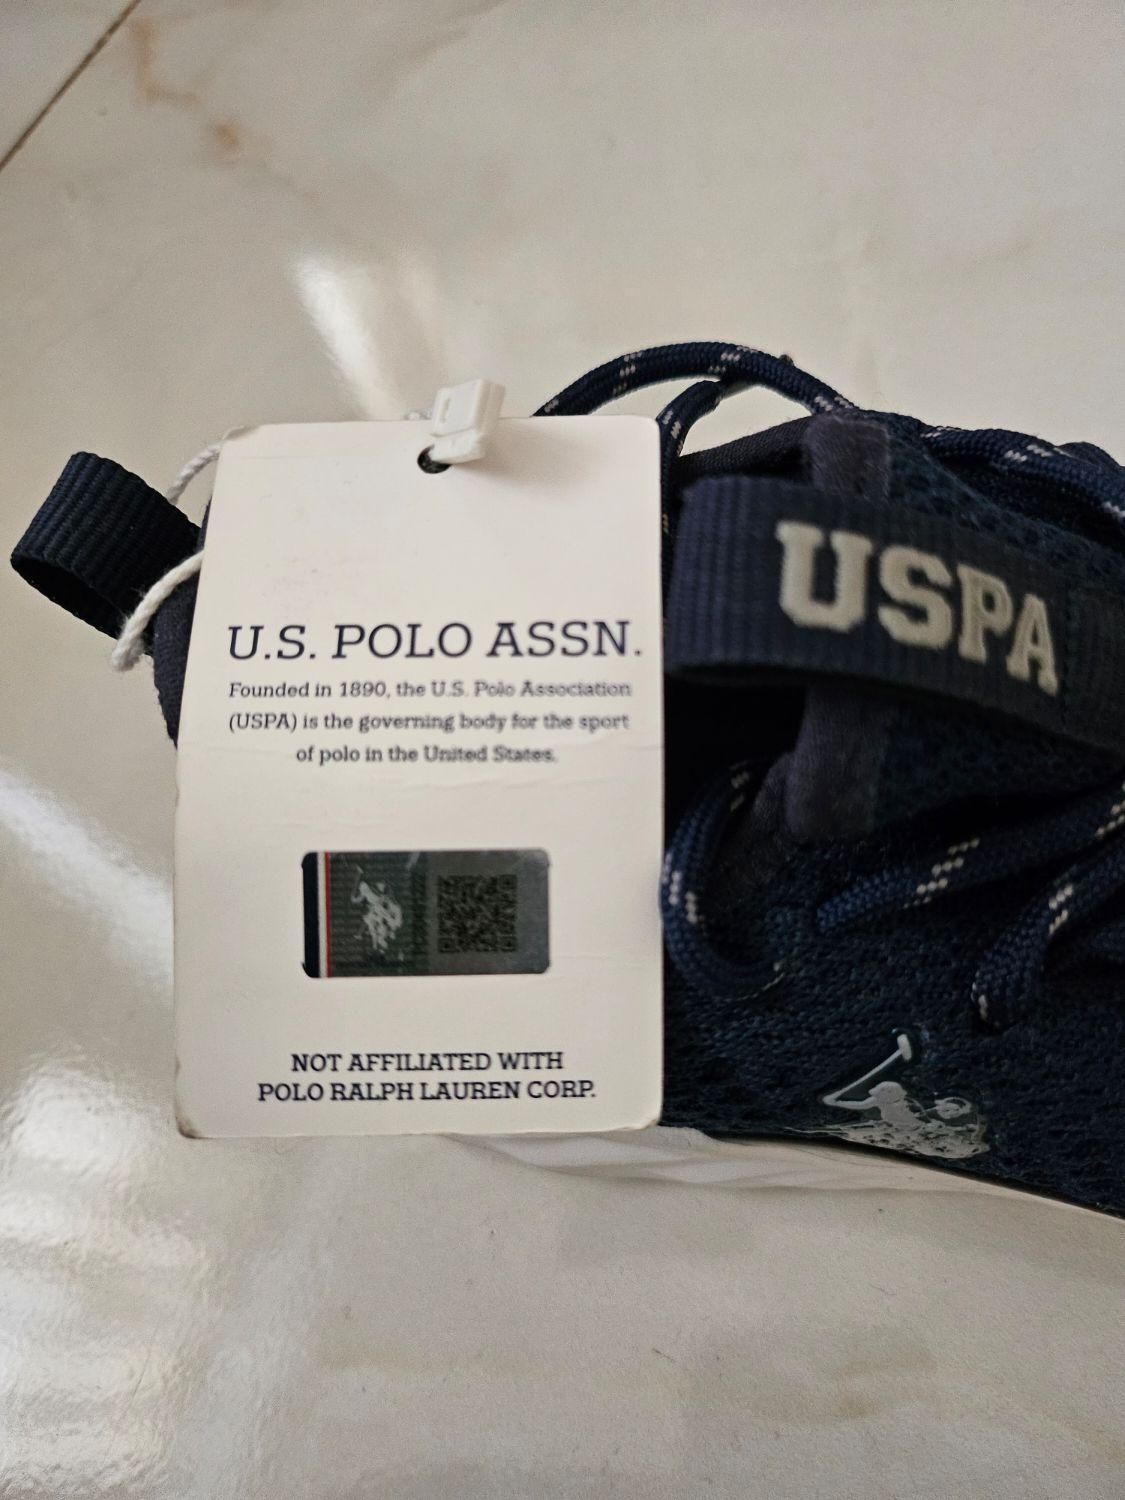 U.S. POLO ASSN.
Founded in 1890, the U.S. Polo Association
(USPA) is the governing body for the sport
of polo in the United States.
NOT AFFILIATED WITH
POLO RALPH LAUREN CORP.
USPA